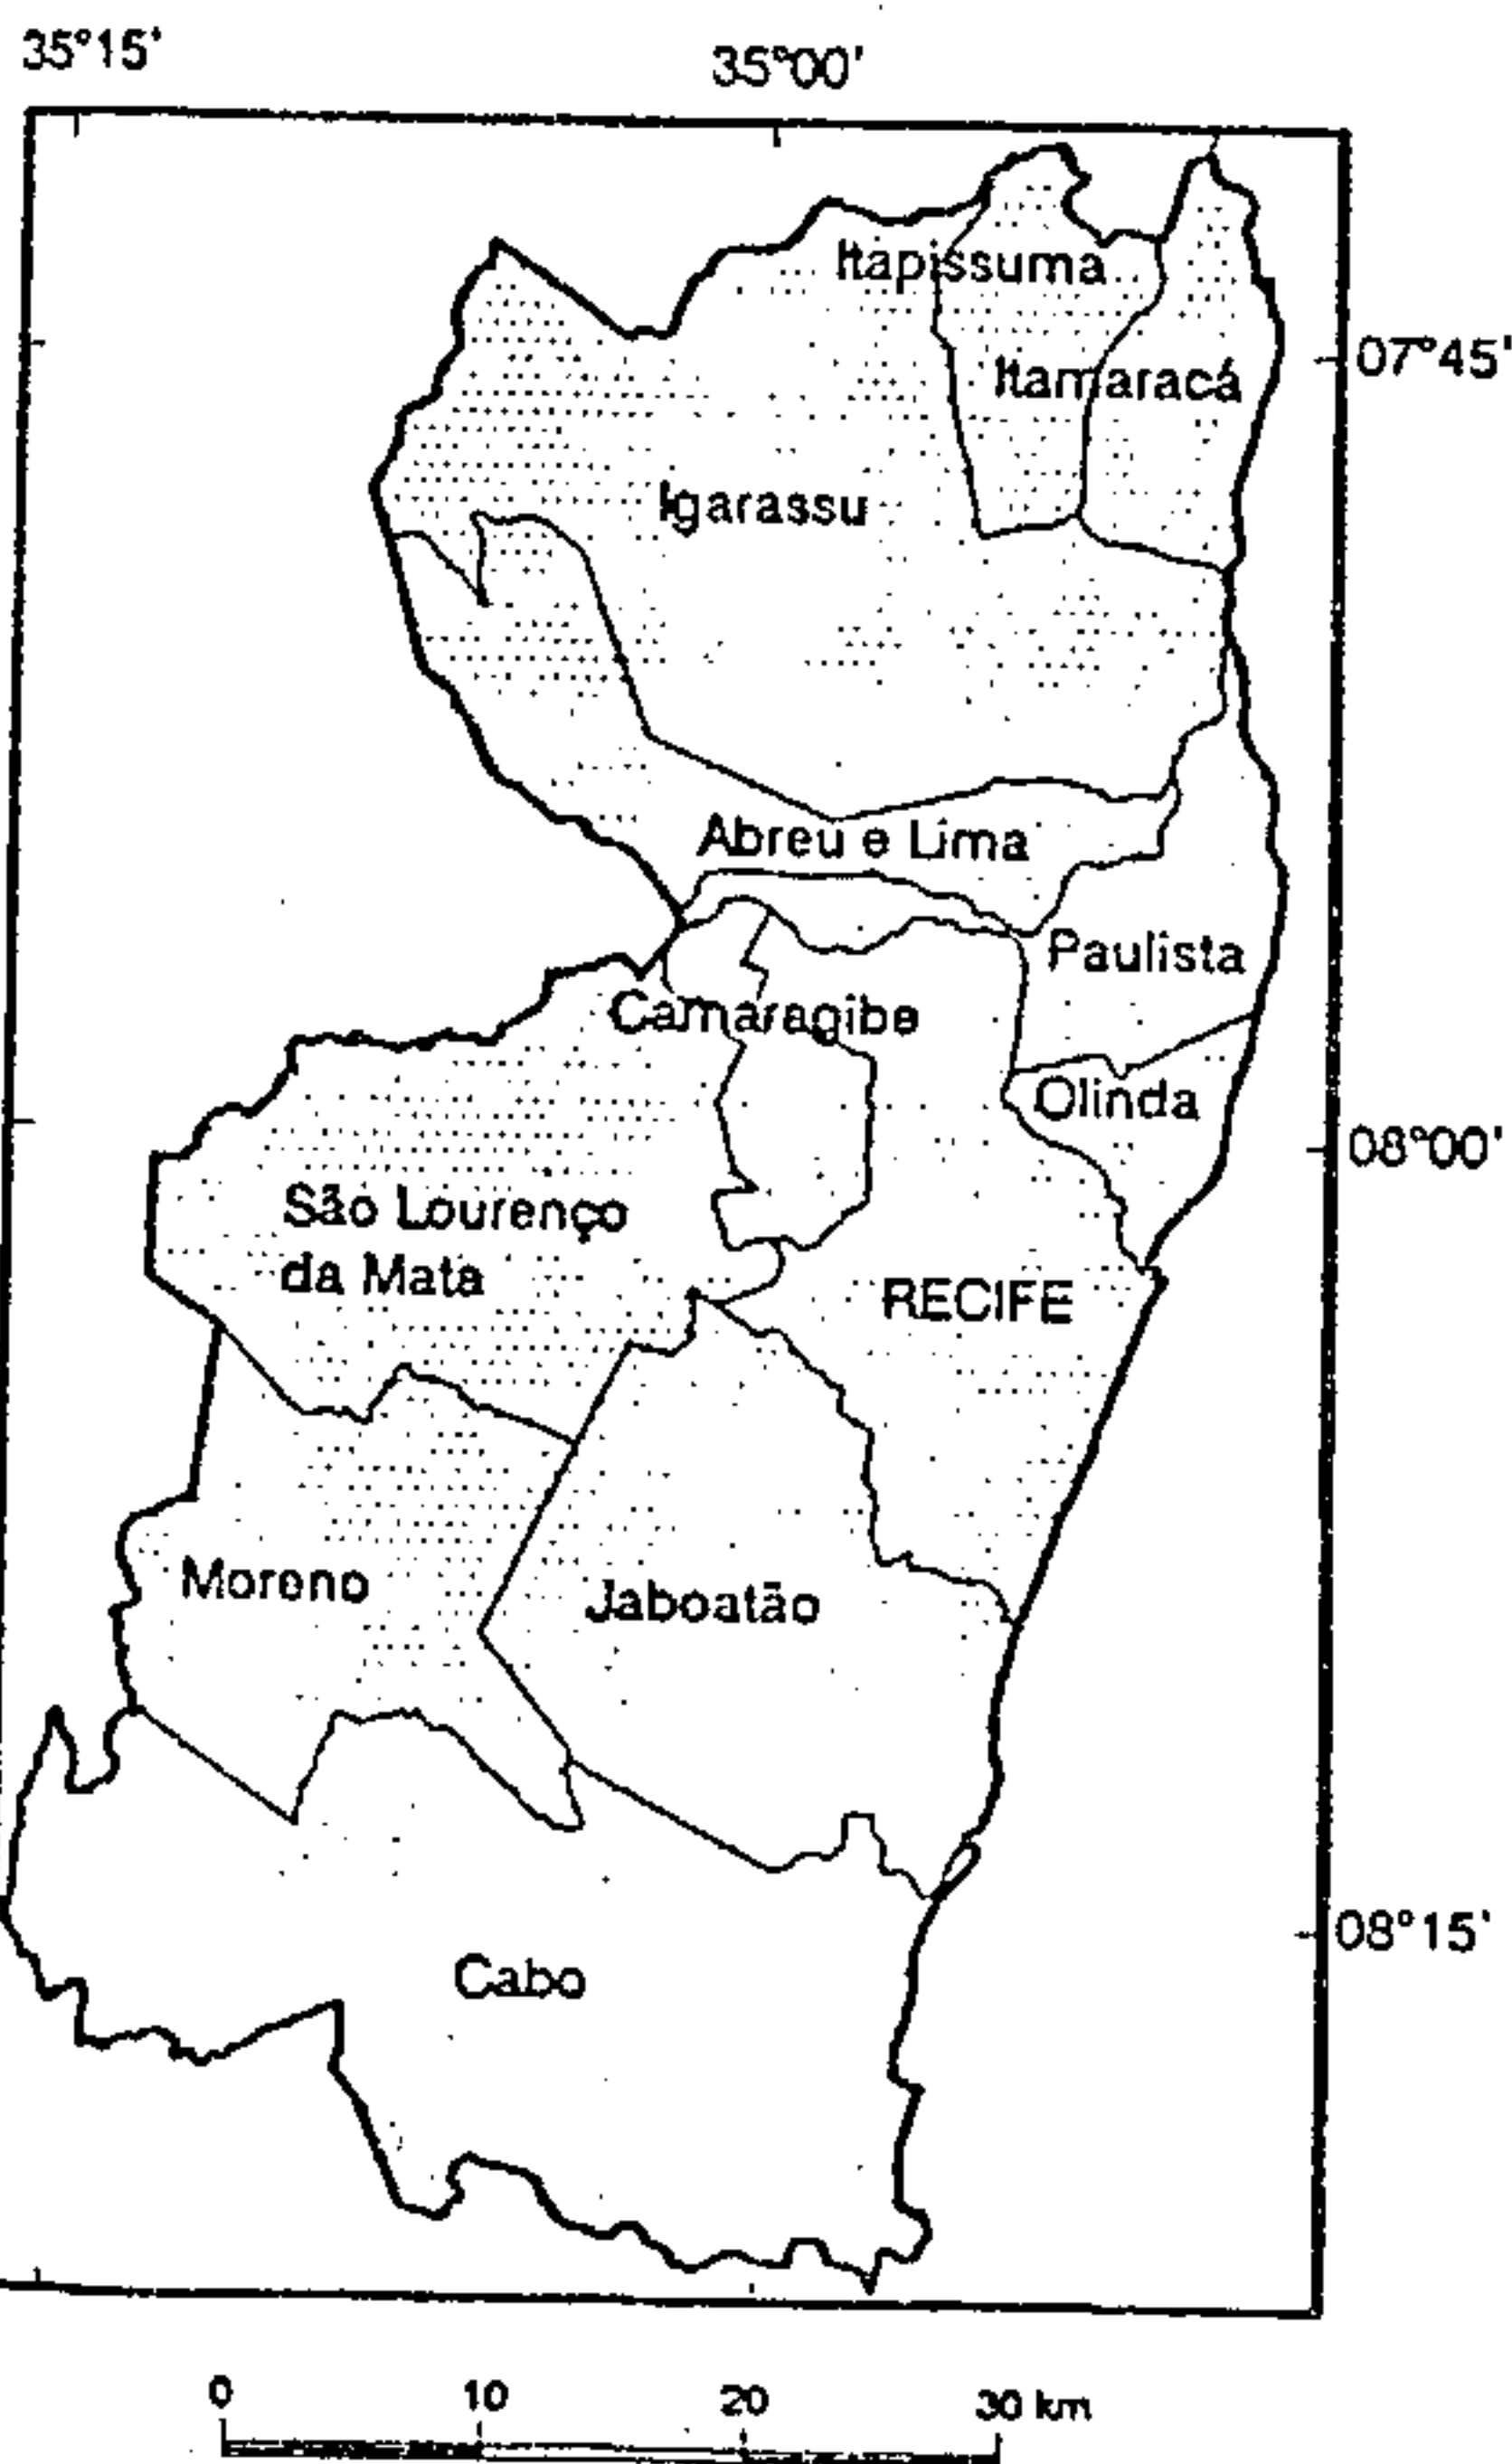 35°15'
35°00'
Itapissuma
07°45'
Itamaracá
Igarassu
Abreu e Lima
Paulista
Camaragibe
Olinda
08°00'
São Lourenço
da Mata
RECIFE
Moreno
Jaboatão
08°15'
Cabo
0 10 20 30 km